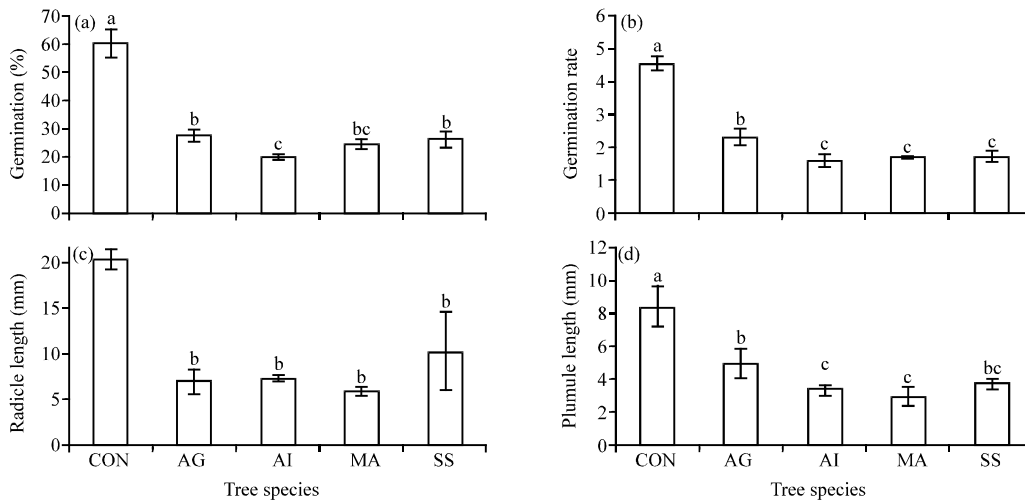 (a)
Germination (%)
70
60
50
40
30
20
10
0
a
b
c
bc
b
(b)
Germination rate
6
5
4
3
2
1
0
a
b
c
c
c
(c)
Radicle length (mm)
20
15
10
5
0
b
b
b
b
CON AG AI MA SS
Tree species
(d)
Plumule length (mm)
12
10
8
6
4
2
0
a
b
c
c
bc
CON AG AI MA SS
Tree species